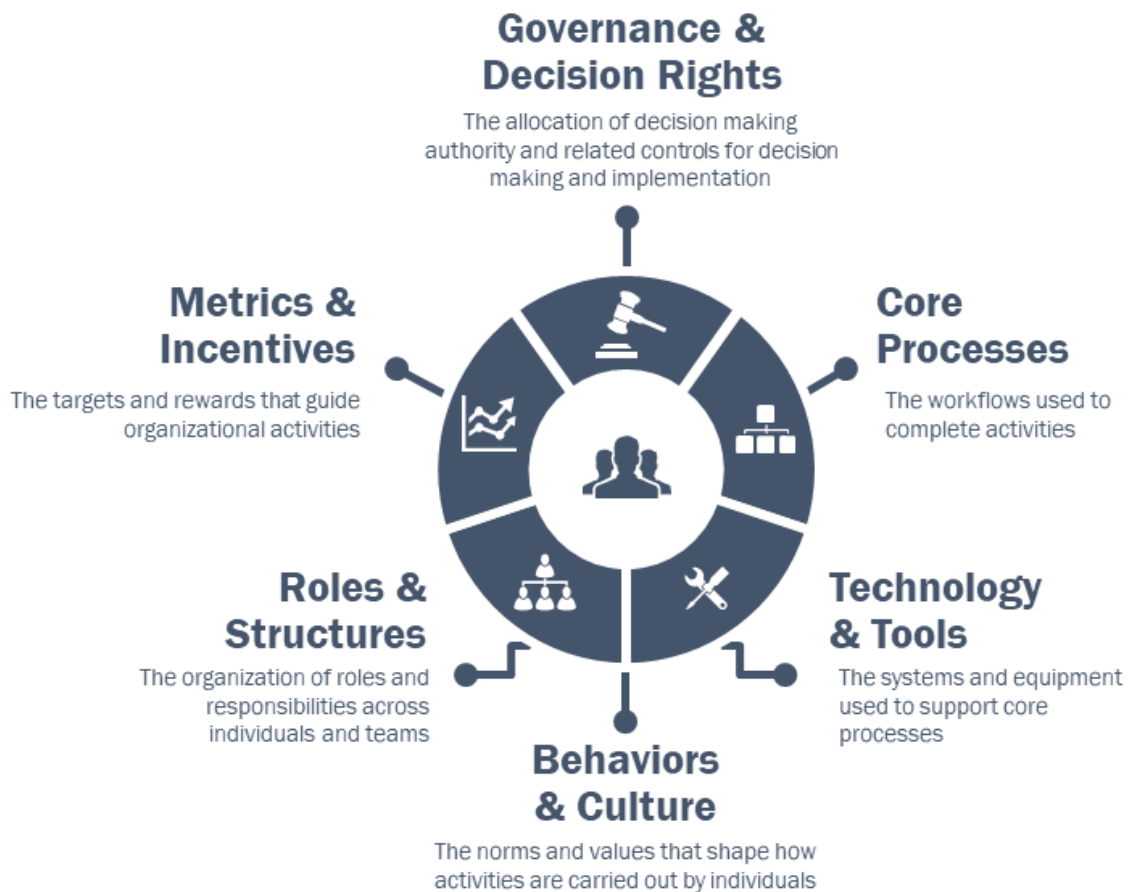 Governance &
Decision Rights
The allocation of decision making
authority and related controls for decision
making and implementation
Metrics &
Incentives
The targets and rewards that guide
organizational activities
Core
Processes
The workflows used to
complete activities
Roles &
Structures
The organization of roles and
responsibilities across
individuals and teams
Technology
& Tools
The systems and equipment
used to support core
processes
Behaviors
& Culture
The norms and values that shape how
activities are carried out by individuals